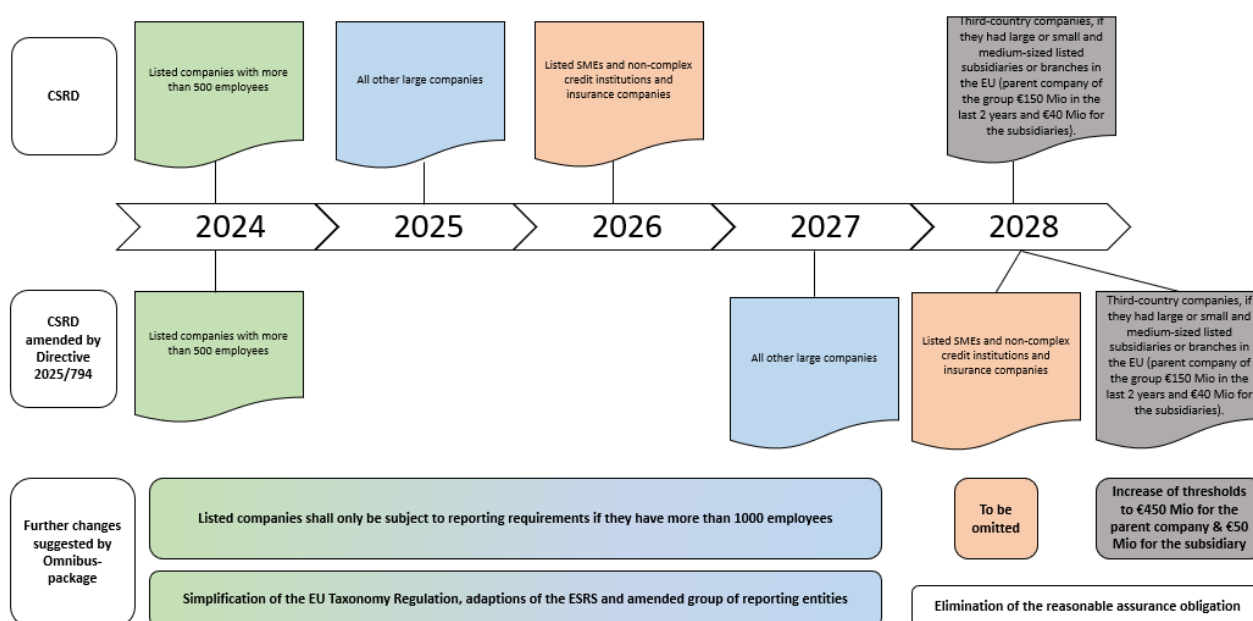 CSRD
Listed companies with more
than 500 employees
All other large companies
Listed SMEs and non-complex
credit institutions and
insurance companies
Third-country companies, if
they had large or small and
medium-sized listed
subsidiaries or branches in
the EU (parent company of
the group €150 Mio in the
last 2 years and €40 Mio for
the subsidiaries).
2024
2025
2026
2027
2028
CSRD
amended by
Directive
2025/794
Listed companies with more
than 500 employees
All other large companies
Listed SMEs and non-complex
credit institutions and
insurance companies
Third-country companies, if
they had large or small and
medium-sized listed
subsidiaries or branches in
the EU (parent company of
the group €150 Mio in the
last 2 years and €40 Mio for
the subsidiaries).
Further changes
suggested by
Omnibus-
package
Listed companies shall only be subject to reporting requirements if they have more than 1000 employees
To be
omitted
Increase of thresholds
to €450 Mio for the
parent company & €50
Mio for the subsidiary
Simplification of the EU Taxonomy Regulation, adaptions of the ESRS and amended group of reporting entities
Elimination of the reasonable assurance obligation